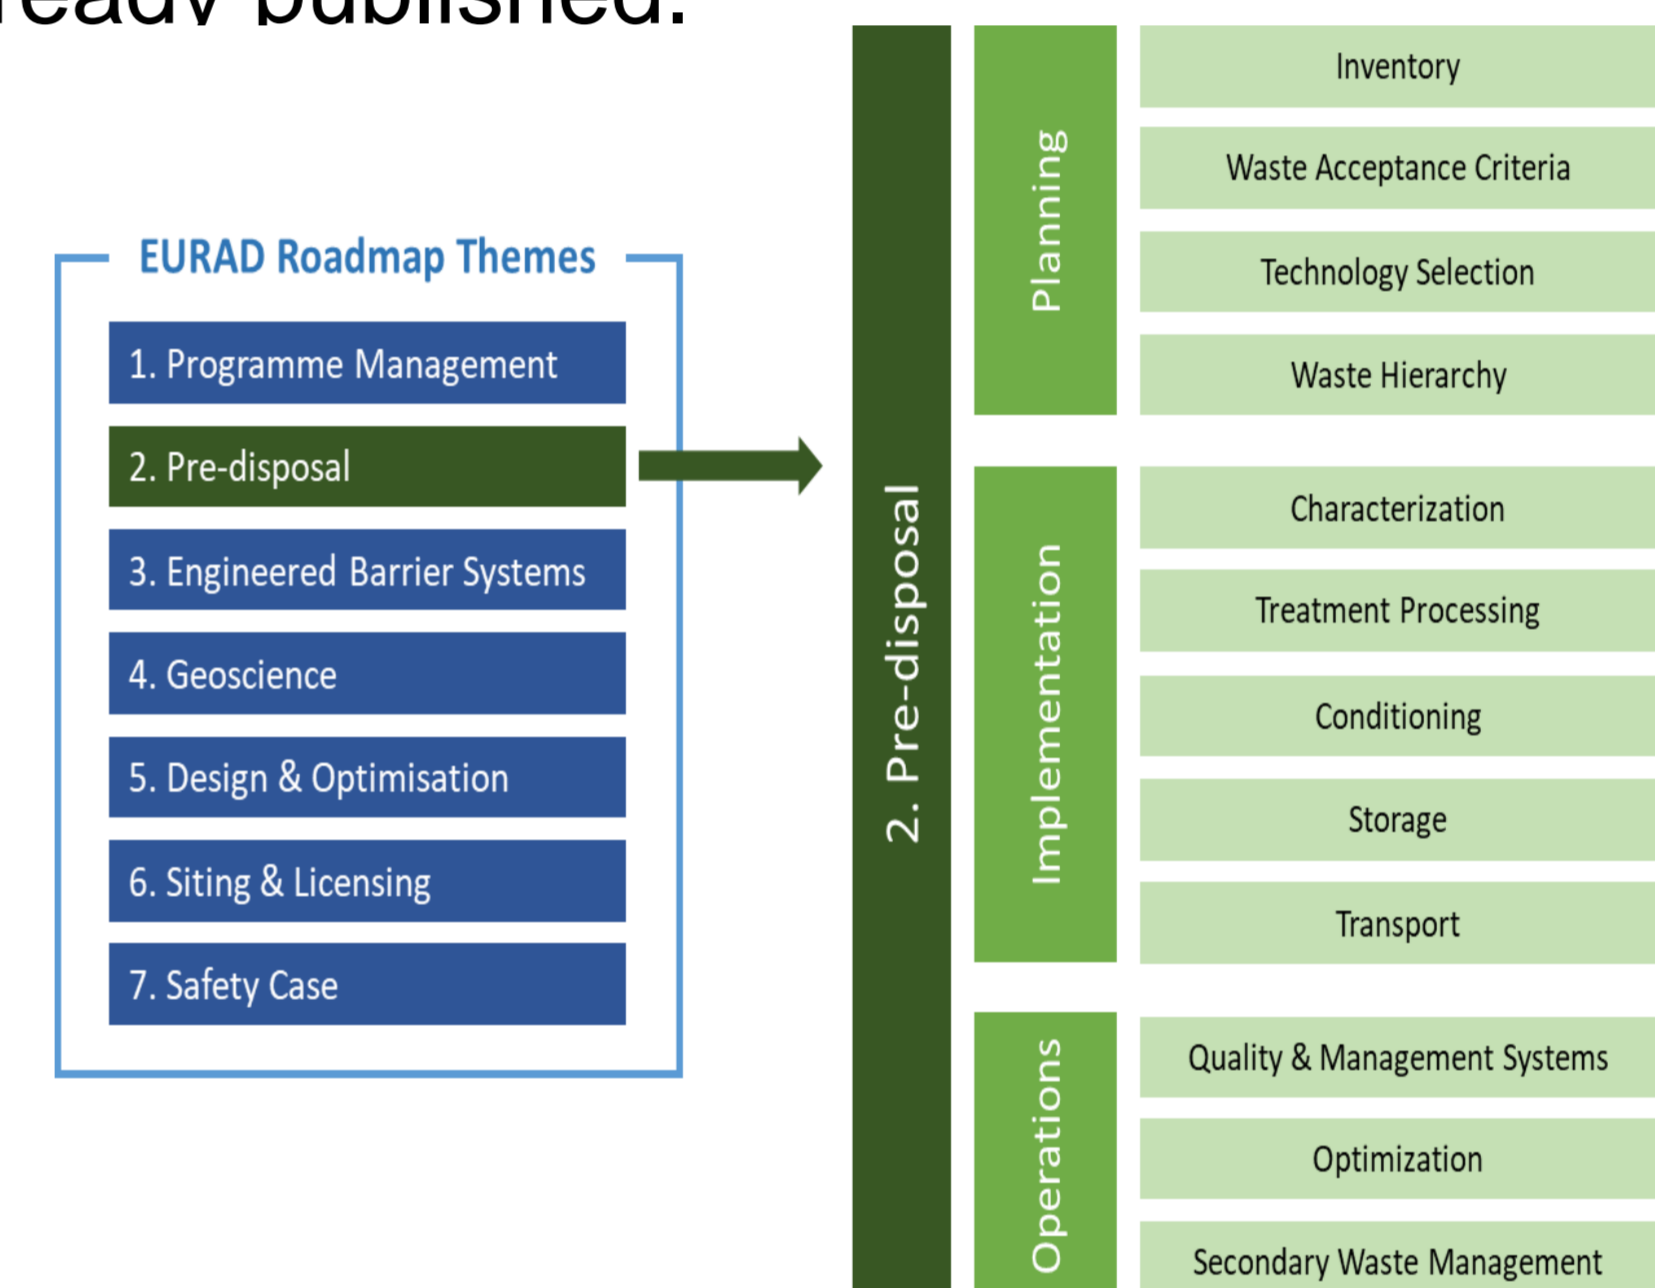 ready published.
EURAD Roadmap Themes
1. Programme Management
2. Pre-disposal
3. Engineered Barrier Systems
4. Geoscience
5. Design & Optimisation
6. Siting & Licensing
7. Safety Case
2. Pre-disposal
Planning
Inventory
Waste Acceptance Criteria
Technology Selection
Waste Hierarchy
Implementation
Characterization
Treatment Processing
Conditioning
Storage
Transport
Operations
Quality & Management Systems
Optimization
Secondary Waste Management